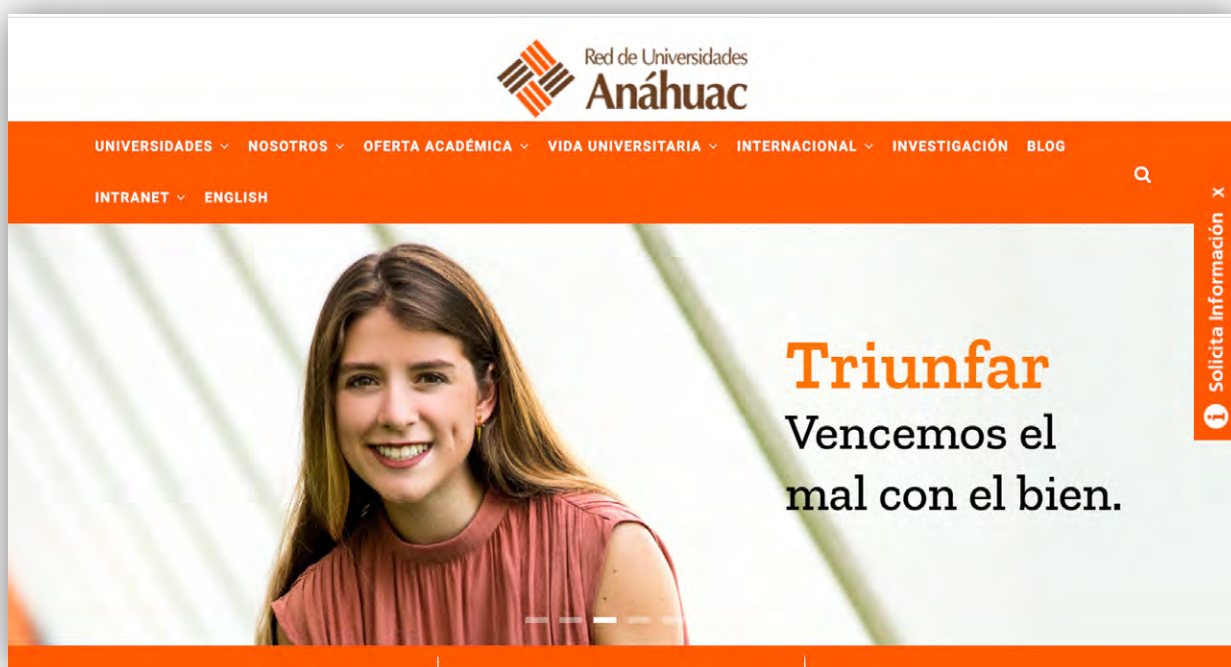 Red de Universidades
Anáhuac
UNIVERSIDADES NOSOTROS OFERTA ACADÉMICA VIDA UNIVERSITARIA INTERNACIONAL INVESTIGACIÓN BLOG
INTRANET ENGLISH
Solicita Información X
Triunfar
Vencemos el
mal con el bien.